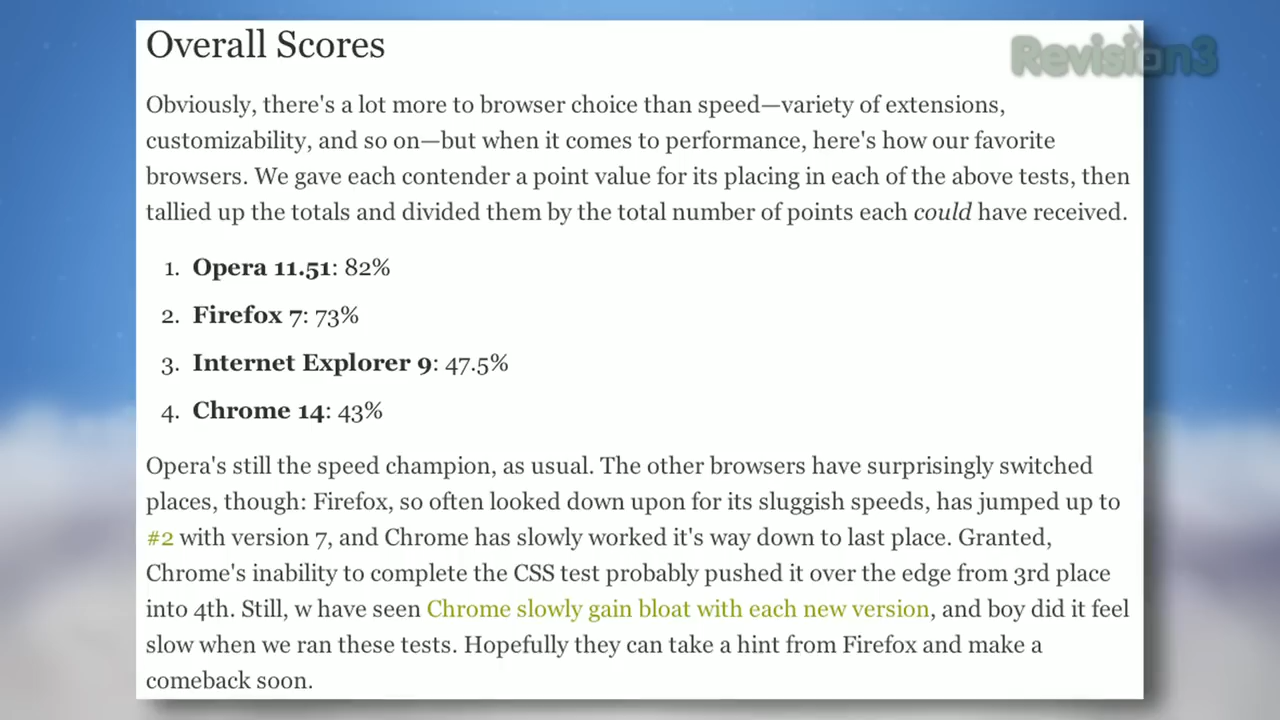 Overall Scores
Revision3
Obviously, there's a lot more to browser choice than speed—variety of extensions,
customizability, and so on—but when it comes to performance, here's how our favorite
browsers. We gave each contender a point value for its placing in each of the above tests, then
tallied up the totals and divided them by the total number of points each could have received.
1. Opera 11.51: 82%
2. Firefox 7: 73%
3. Internet Explorer 9: 47.5%
4. Chrome 14: 43%
Opera's still the speed champion, as usual. The other browsers have surprisingly switched
places, though: Firefox, so often looked down upon for its sluggish speeds, has jumped up to
#2 with version 7, and Chrome has slowly worked it's way down to last place. Granted,
Chrome's inability to complete the CSS test probably pushed it over the edge from 3rd place
into 4th. Still, w have seen Chrome slowly gain bloat with each new version, and boy did it feel
slow when we ran these tests. Hopefully they can take a hint from Firefox and make a
comeback soon.